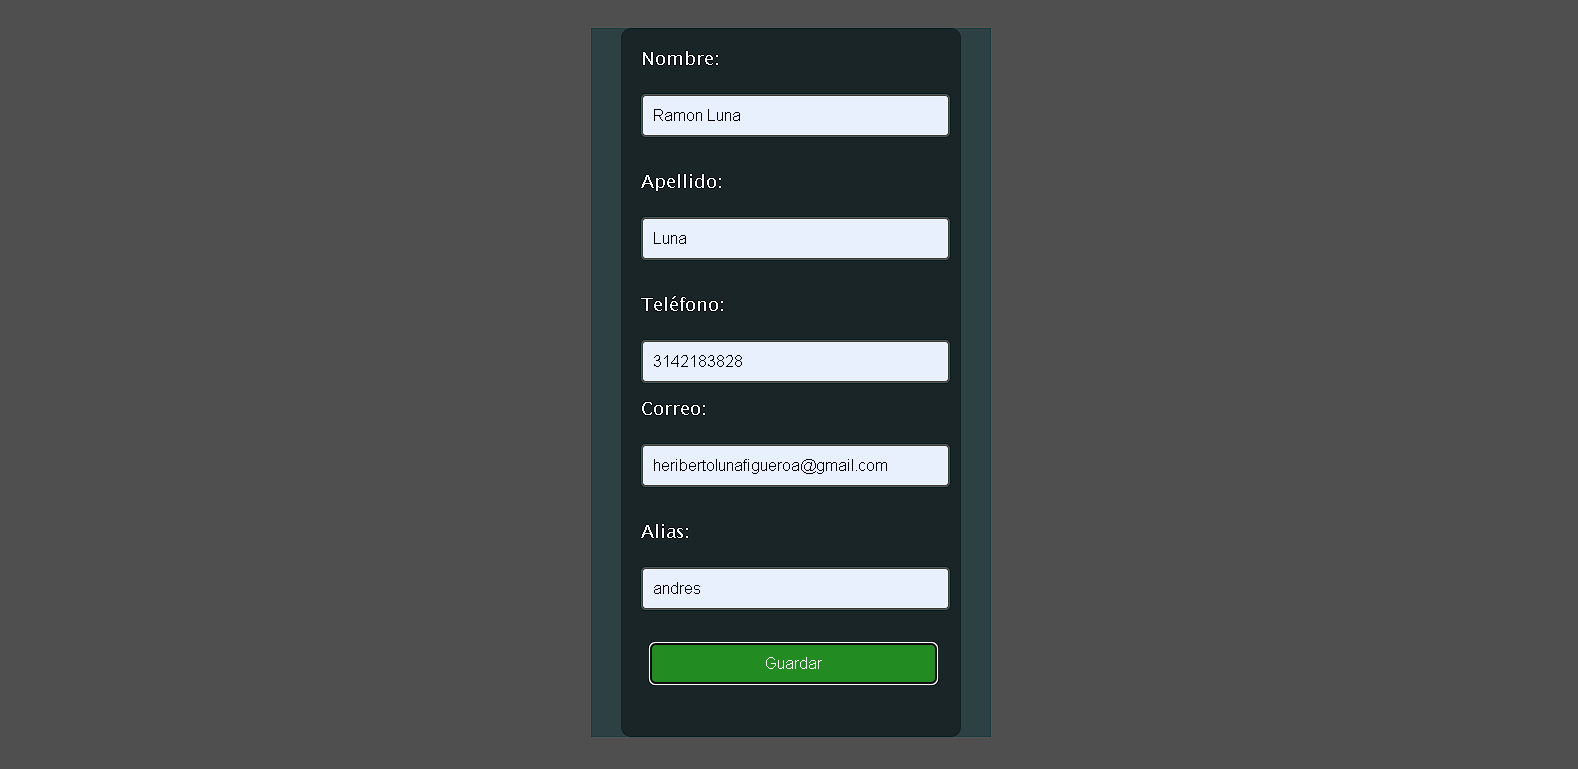 Nombre:
Ramon Luna
Apellido:
Luna
Teléfono:
3142183828
Correo:
heribertolunafigueroa@gmail.com
Alias:
andres
Guardar